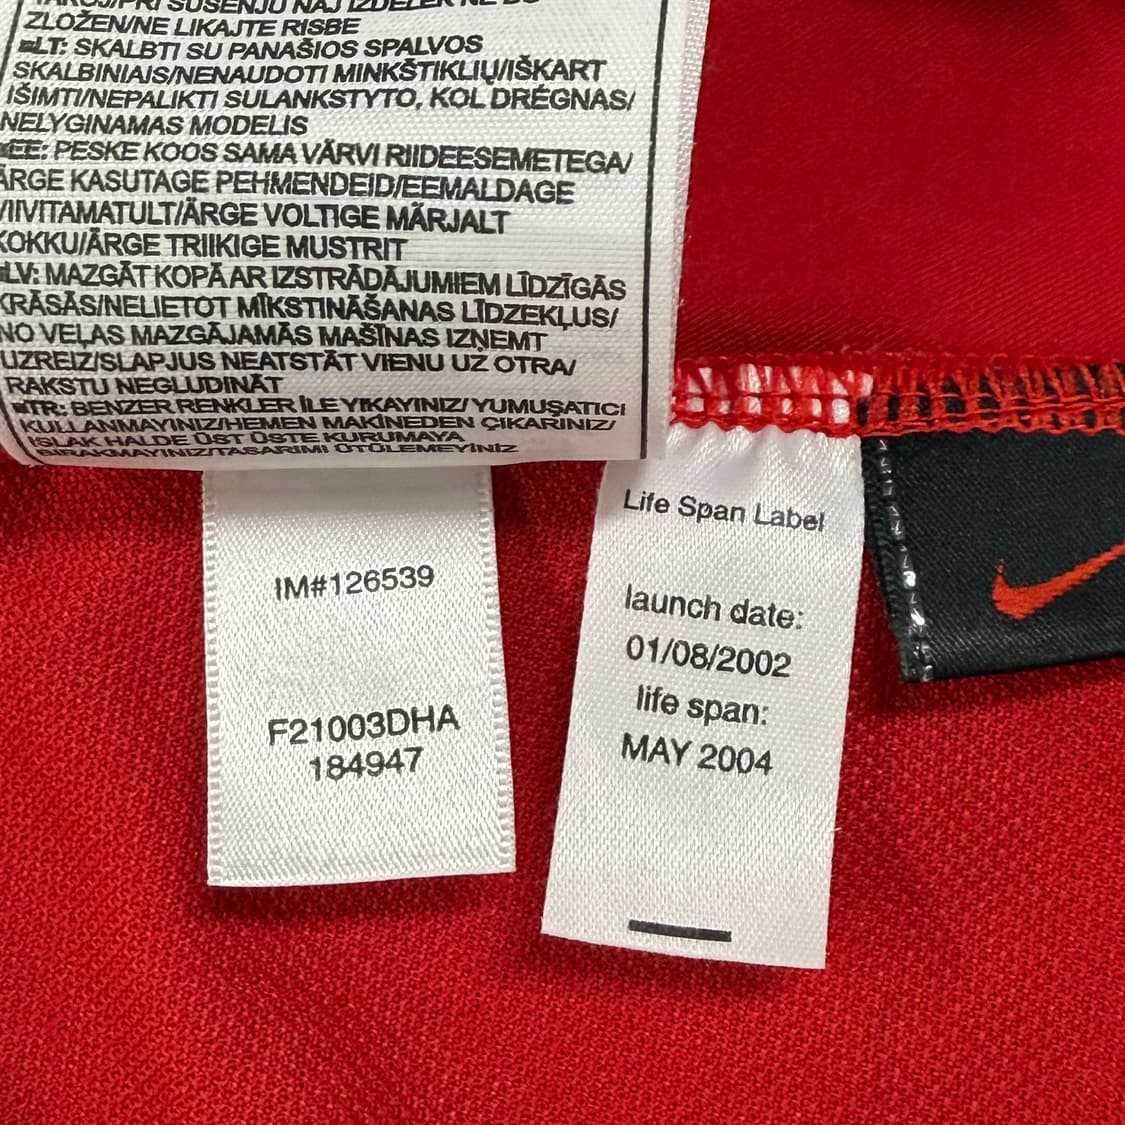 ZLOŽEN/NE LIKAJTE RISBE
LT: SKALBTI SU PANAŠIOS SPALVOS
SKALBINIAIS/NENAUDOTI MINKŠTIKLIŲ/IŠKART
IŠIMTI/NEPALIKTI SULANKSTYTO, KOL DRĖGNAS/
NELYGINAMAS MODELIS
EE: PESKE KOOS SAMA VÄRVI RIIDEESEMETEGA/
ÄRGE KASUTAGE PEHMENDEID/EEMALDAGE
VIIVITAMATULT/ÄRGE VOLTIGE MÄRJALT
KOKKU/ÄRGE TRIIKIGE MUSTRIT
LV: MAZGĀT KOPĀ AR IZSTRĀDĀJUMIEM LĪDZĪGĀS
KRĀSĀS/NELIETOT MĪKSTINĀŠANAS LĪDZEKĻUS/
NO VEĻAS MAZGĀJAMĀS MAŠĪNAS IZŅEMT
UZREIZ/SLAPJUS NEATSTĀT VIENU UZ OTRA/
RAKSTU NEGLUDINĀT
TR: BENZER RENKLER İLE YIKAYINIZ/ YUMUŞATICI
KULLANMAYINIZ/HEMEN MAKİNEDEN ÇIKARINIZ/
ISLAK HALDE ÜST ÜSTE KURUMAYA
BIRAKMAYINIZ/TASARIMI ÜTÜLEMEYİNİZ
IM#126539
F21003DHA
184947
Life Span Label
launch date:
01/08/2002
life span:
MAY 2004